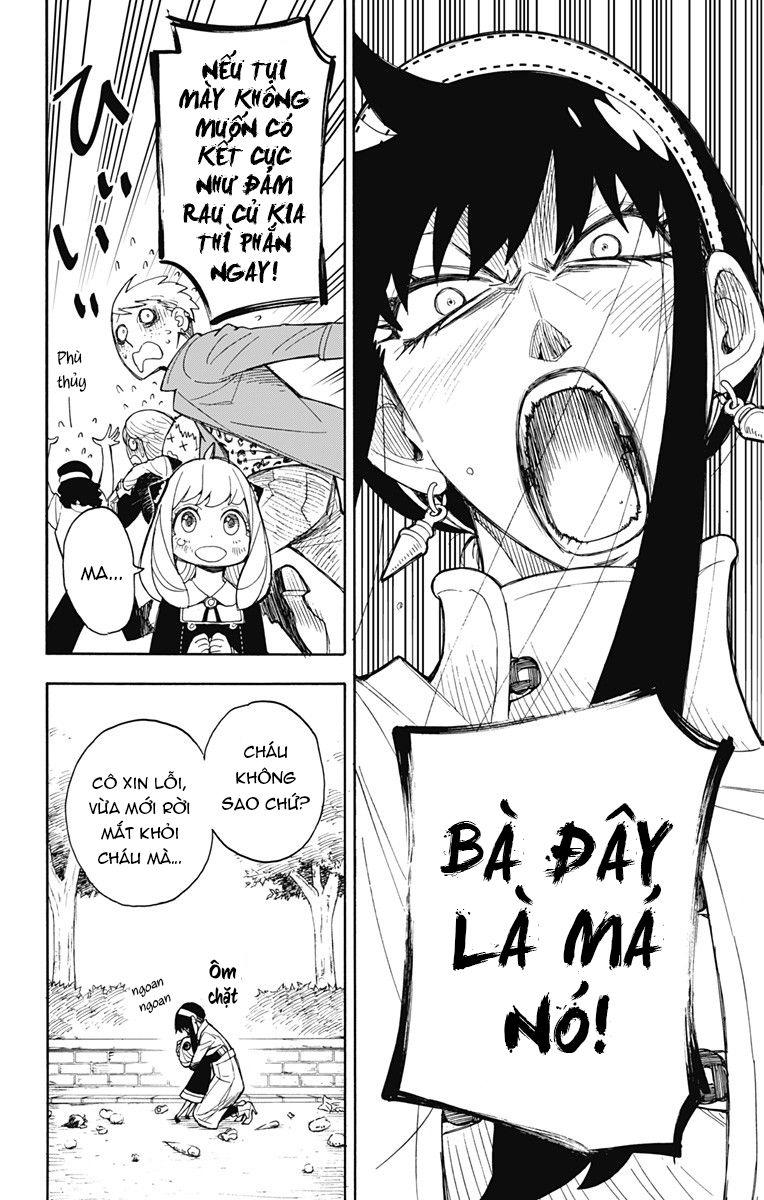 BÀ ĐÂY
LÀ MÁ
NÓ!
NẾU TỤI
MÀY KHÔNG
MUỐN CÓ
KẾT CỤC
NHƯ ĐÁM
RAU CỦ KIA
THÌ PHẮN
NGAY!
ひいい
Phù
thủy
MA...
CHÁU
KHÔNG
SAO CHỨ?
CÔ XIN LỖI,
VỪA MỚI RỜI
MẮT KHỎI
CHÁU MÀ...
Ôm
chặt
ngoan
ngoan